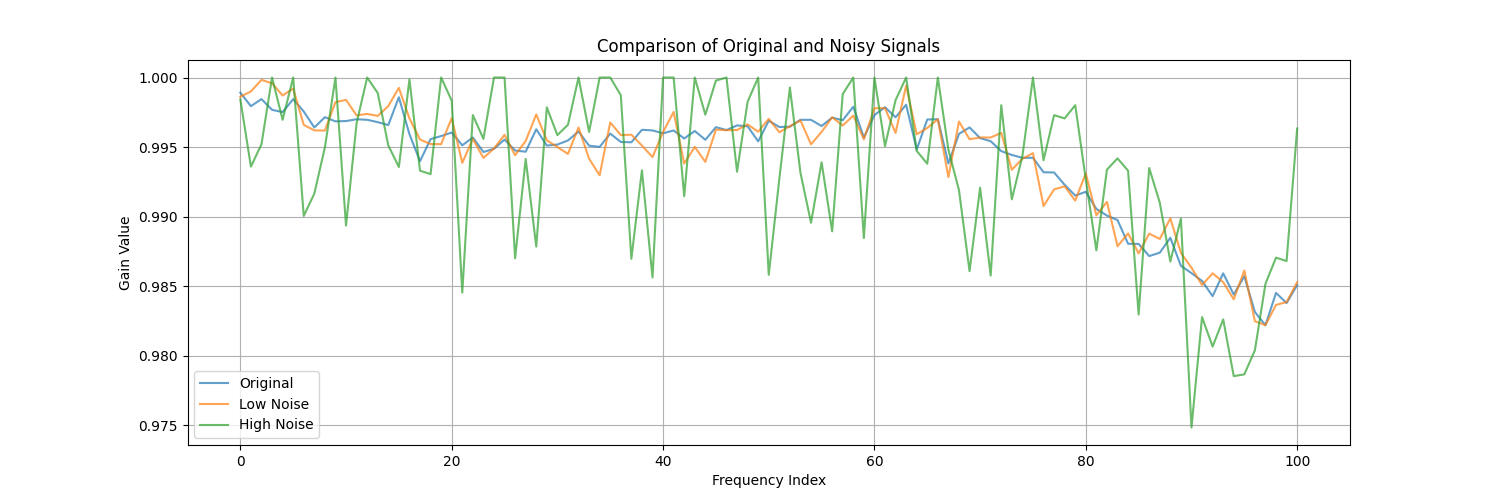 Comparison of Original and Noisy Signals
Gain Value
1.000
0.995
0.990
0.985
0.980
0.975
Original
Low Noise
High Noise
0 20 40 60 80 100
Frequency Index